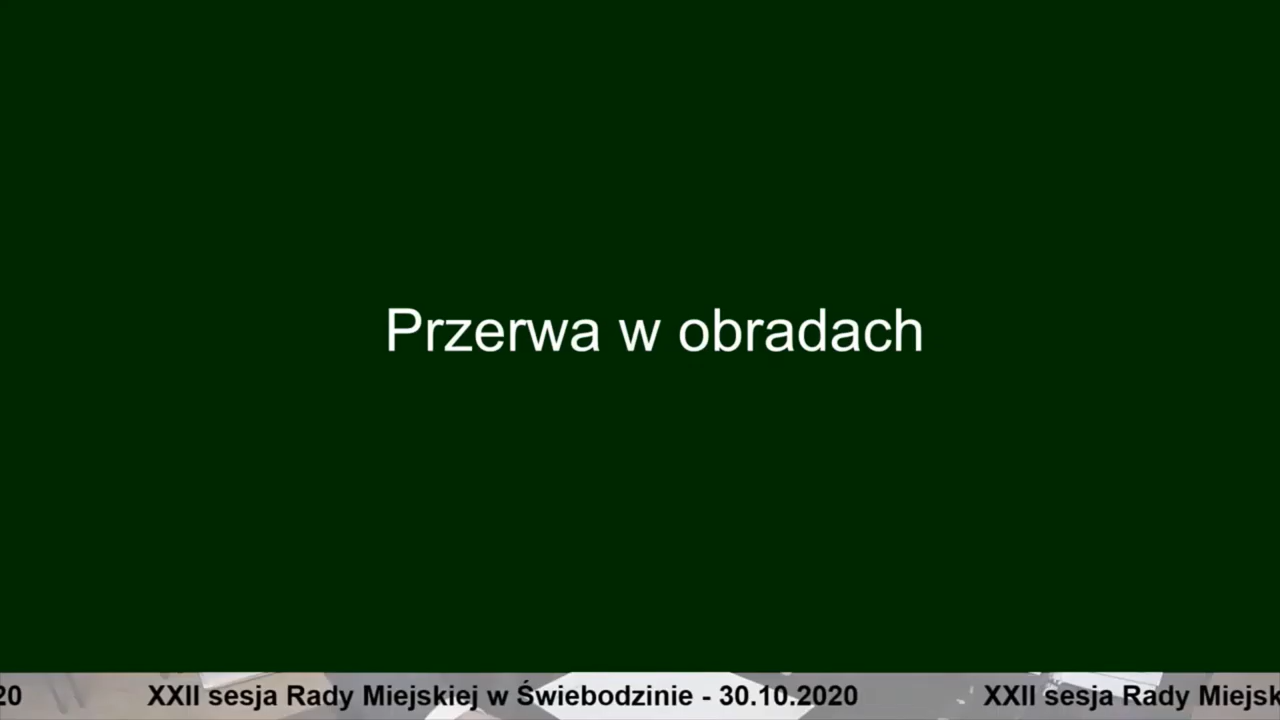 Przerwa w obradach
20 XXII sesja Rady Miejskiej w Świebodzinie - 30.10.2020 XXII sesja Rady Miejsk